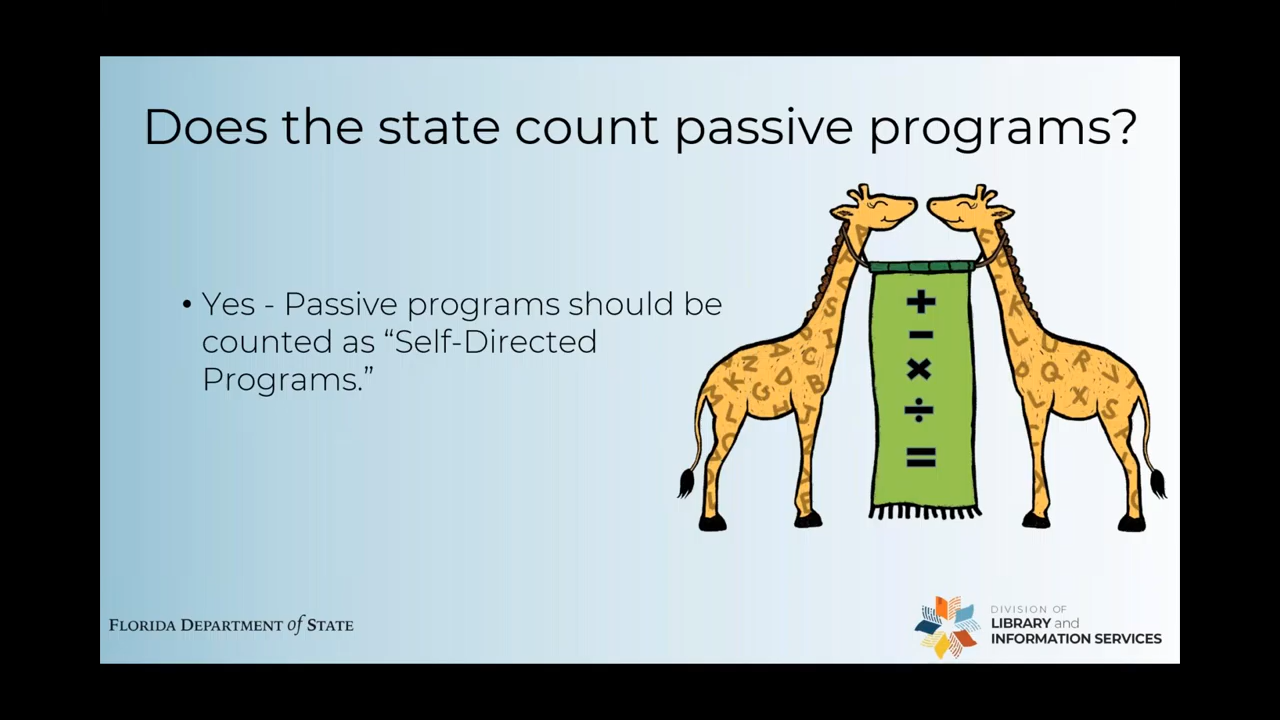 Does the state count passive programs?
• Yes - Passive programs should be
counted as “Self-Directed
Programs.”
+
−
×
÷
=
FLORIDA DEPARTMENT of STATE
DIVISION OF
LIBRARY and
INFORMATION SERVICES